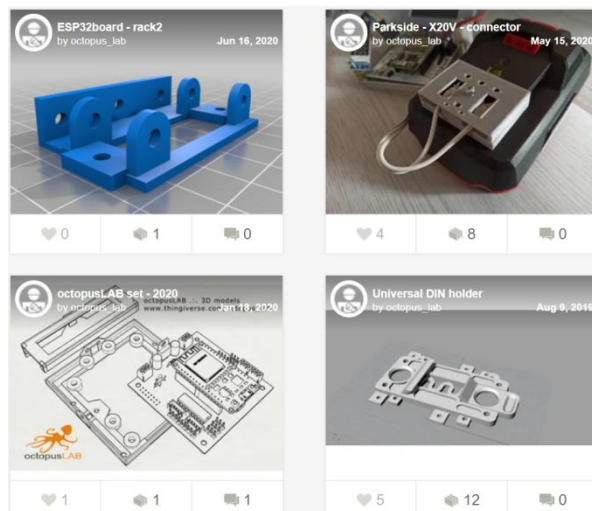 ESP32board - rack2
by octopus_lab Jun 16, 2020
0 1 0
Parkside - X20V - connector
by octopus_lab May 15, 2020
4 8 0
octopusLAB set - 2020
by octopus_lab Jan 18, 2020
octopusLAB .:. 3D models
www.thingiverse.com
octopusLAB
1 1 1
Universal DIN holder
by octopus_lab Aug 9, 2019
5 12 0